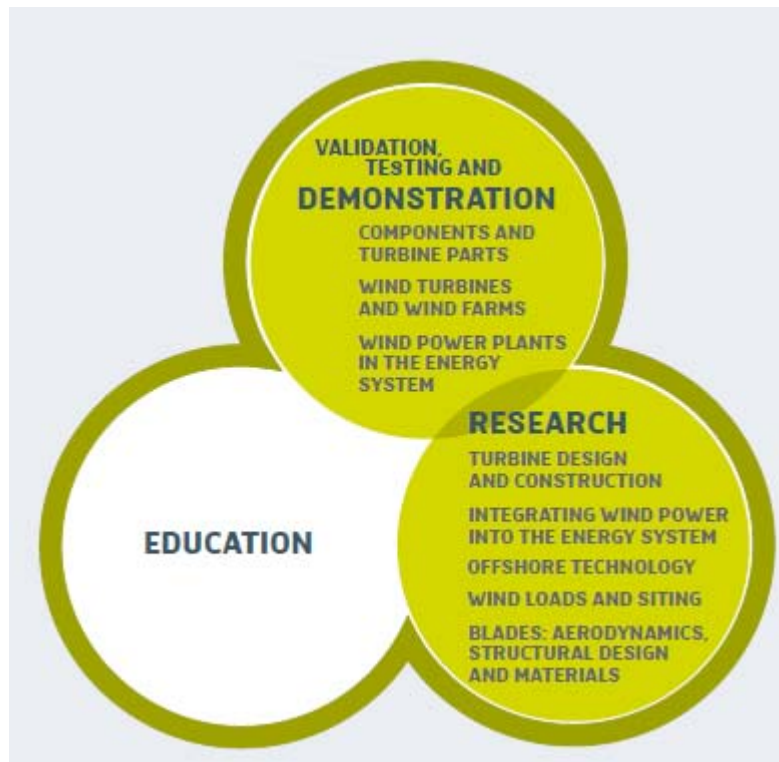 VALIDATION,
TESTING AND
DEMONSTRATION
COMPONENTS AND
TURBINE PARTS
WIND TURBINES
AND WIND FARMS
WIND POWER PLANTS
IN THE ENERGY
SYSTEM
RESEARCH
TURBINE DESIGN
AND CONSTRUCTION
INTEGRATING WIND POWER
INTO THE ENERGY SYSTEM
OFFSHORE TECHNOLOGY
WIND LOADS AND SITING
BLADES: AERODYNAMICS,
STRUCTURAL DESIGN
AND MATERIALS
EDUCATION